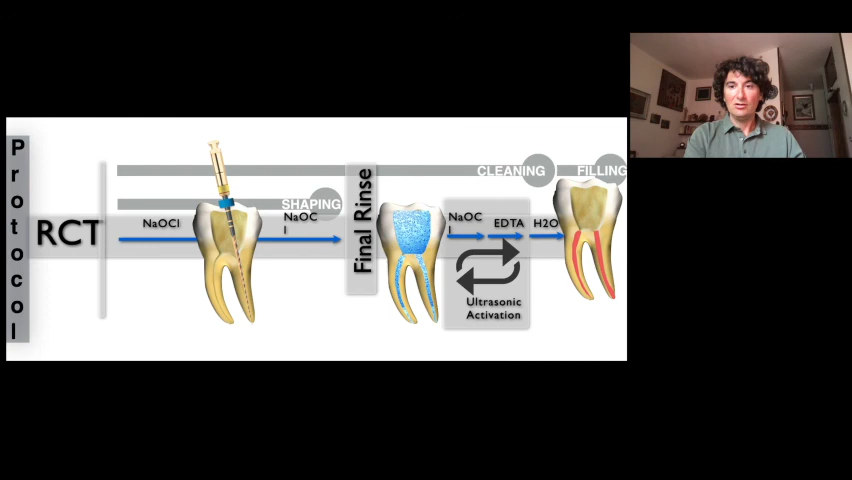 Protocol
RCT
NaOCl
SHAPING
NaOC
l
Final Rinse
CLEANING
FILLING
NaOC
l
EDTA
H2O
Ultrasonic
Activation